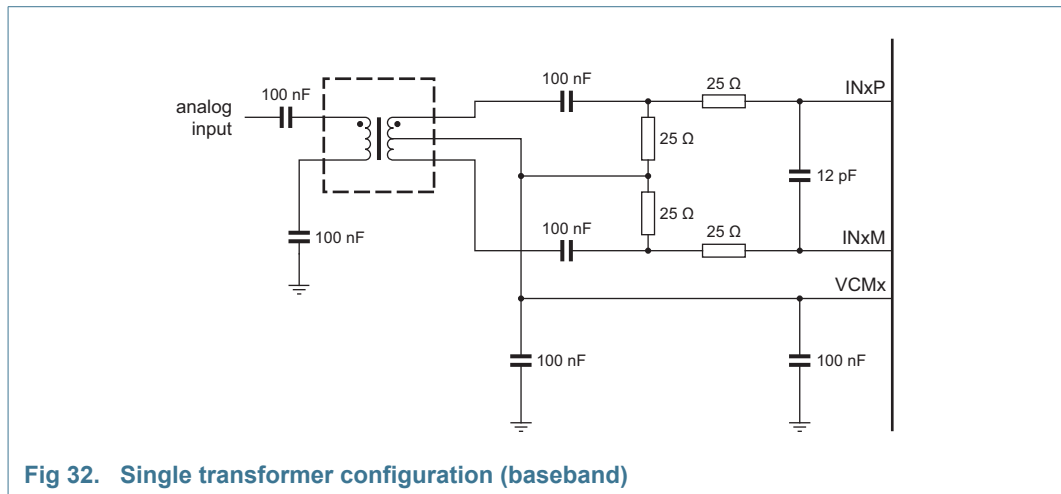 100 nF
25 Ω
INxP
analog
input
100 nF
25 Ω
12 pF
25 Ω
100 nF
25 Ω
INxM
100 nF
VCMx
100 nF
100 nF
Fig 32. Single transformer configuration (baseband)